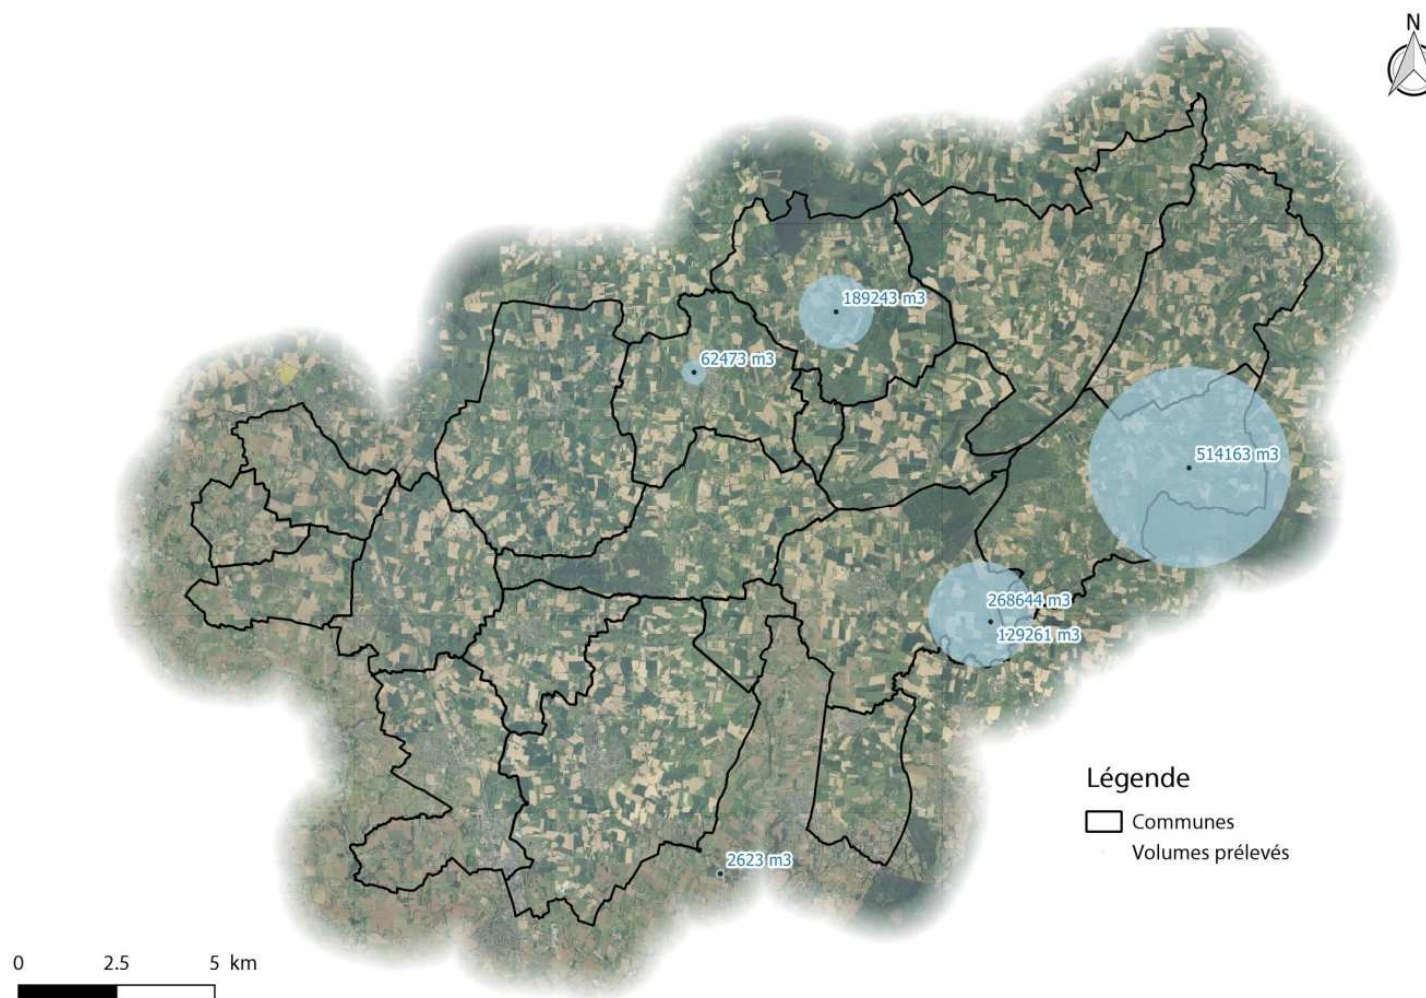 N
189243 m3
62473 m3
514163 m3
268644 m3
129261 m3
Légende
Communes
Volumes prélevés
2623 m3
0 2.5 5 km